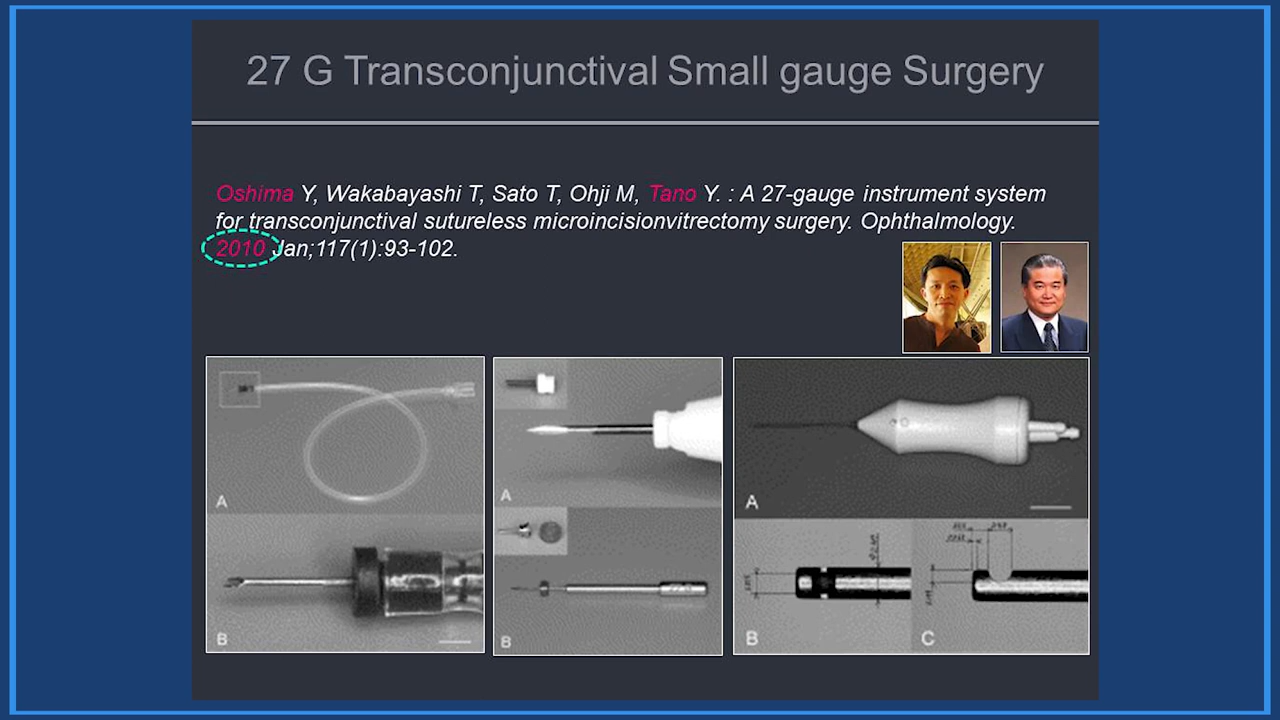 27 G Transconjunctival Small gauge Surgery
Oshima Y, Wakabayashi T, Sato T, Ohji M, Tano Y. : A 27-gauge instrument system
for transconjunctival sutureless microincisionvitrectomy surgery. Ophthalmology.
2010 Jan;117(1):93-102.
A
A
A
B
B
B
C